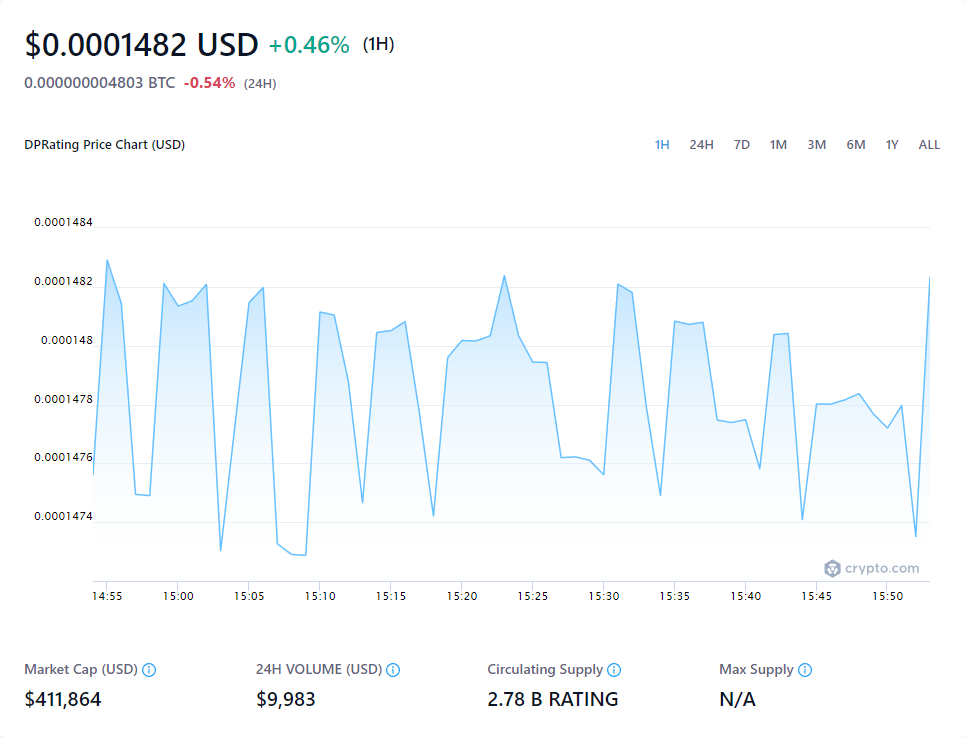 $0.0001482 USD +0.46% (1H)
0.000000004803 BTC -0.54% (24H)
DPRating Price Chart (USD) 1H 24H 7D 1M 3M 6M 1Y ALL
0.0001484
0.0001482
0.000148
0.0001478
0.0001476
0.0001474
crypto.com
14:55 15:00 15:05 15:10 15:15 15:20 15:25 15:30 15:35 15:40 15:45 15:50
Market Cap (USD) 24H VOLUME (USD) Circulating Supply Max Supply
$411,864 $9,983 2.78 B RATING N/A